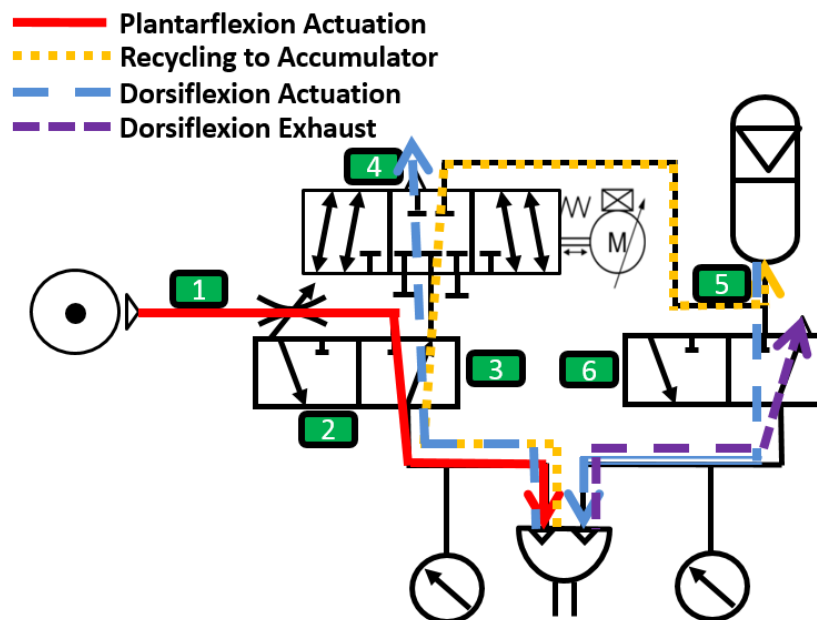 Plantarflexion Actuation
Recycling to Accumulator
Dorsiflexion Actuation
Dorsiflexion Exhaust
4
M
5
1
3
6
2